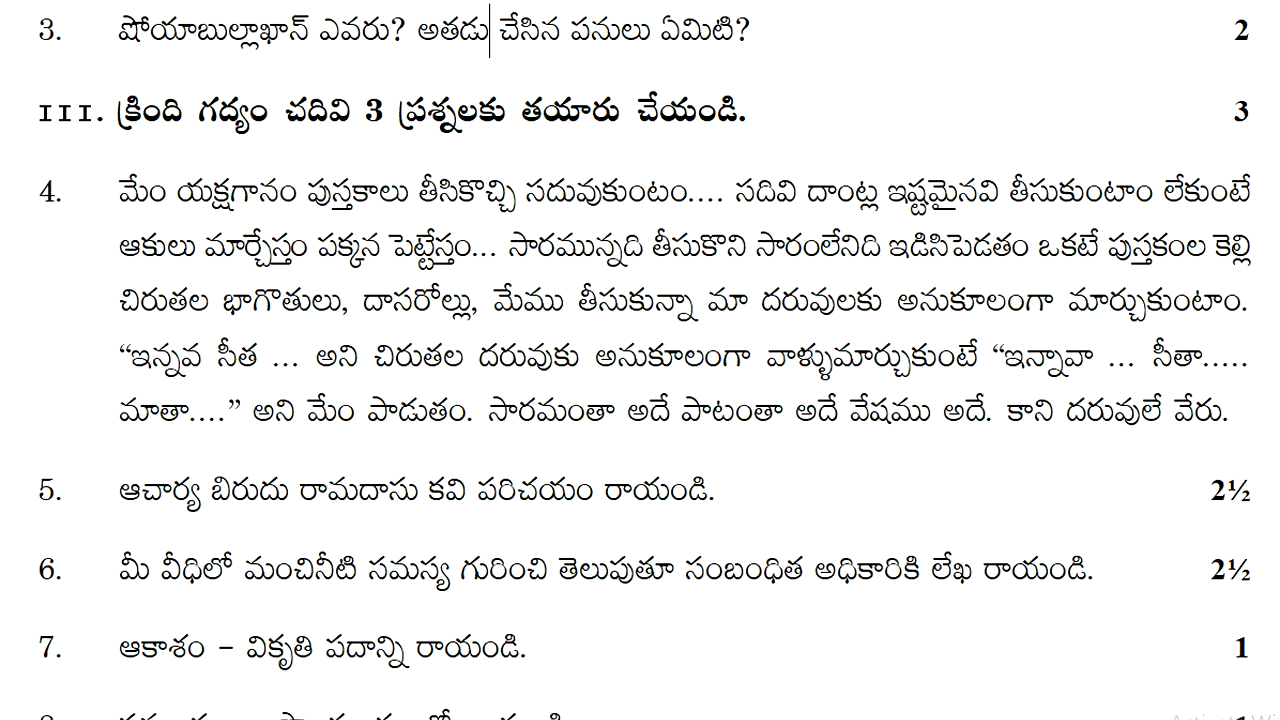 3. షోయాబుల్లాఖాన్ ఎవరు? అతడు చేసిన పనులు ఏమిటి? 2
III. క్రింది గద్యం చదివి 3 ప్రశ్నలకు తయారు చేయండి. 3
4. మేం యక్షగానం పుస్తకాలు తీసికొచ్చి సదువుకుంటం.... సదివి దాంట్ల ఇష్టమైనవి తీసుకుంటాం లేకుంటే
ఆకులు మార్చేస్తం పక్కన పెట్టేస్తం... సారమున్నది తీసుకొని సారంలేనిది ఇడిసిపెడతం ఒకటే పుస్తకంల కెల్లి
చిరుతల భాగొతులు, దాసరోల్లు, మేము తీసుకున్నా మా దరువులకు అనుకూలంగా మార్చుకుంటాం.
“ఇన్నవ సీత ... అని చిరుతల దరువుకు అనుకూలంగా వాళ్ళుమార్చుకుంటే “ఇన్నావా ... సీతా.....
మాతా....” అని మేం పాడుతం. సారమంతా అదే పాటంతా అదే వేషము అదే. కాని దరువులే వేరు.
5. ఆచార్య బిరుదు రామదాసు కవి పరిచయం రాయండి. 2½
6. మీ వీధిలో మంచినీటి సమస్య గురించి తెలుపుతూ సంబంధిత అధికారికి లేఖ రాయండి. 2½
7. ఆకాశం – వికృతి పదాన్ని రాయండి. 1